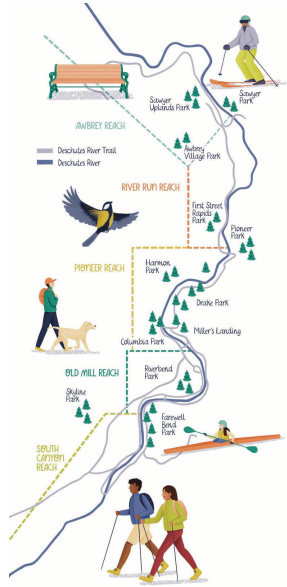 Sawyer
Uplands Park
Sawyer
Park
AWBREY REACH
Deschutes River Trail
Deschutes River
Awbrey
Village Park
RIVER RUN REACH
First Street
Rapids
Park
Pioneer
Park
PIONEER REACH
Harmon
Park
Drake Park
Miller's Landing
Columbia Park
OLD MILL REACH
Riverbend
Park
Skyline
Park
Farewell
Bend
Park
SOUTH
CANYON
REACH